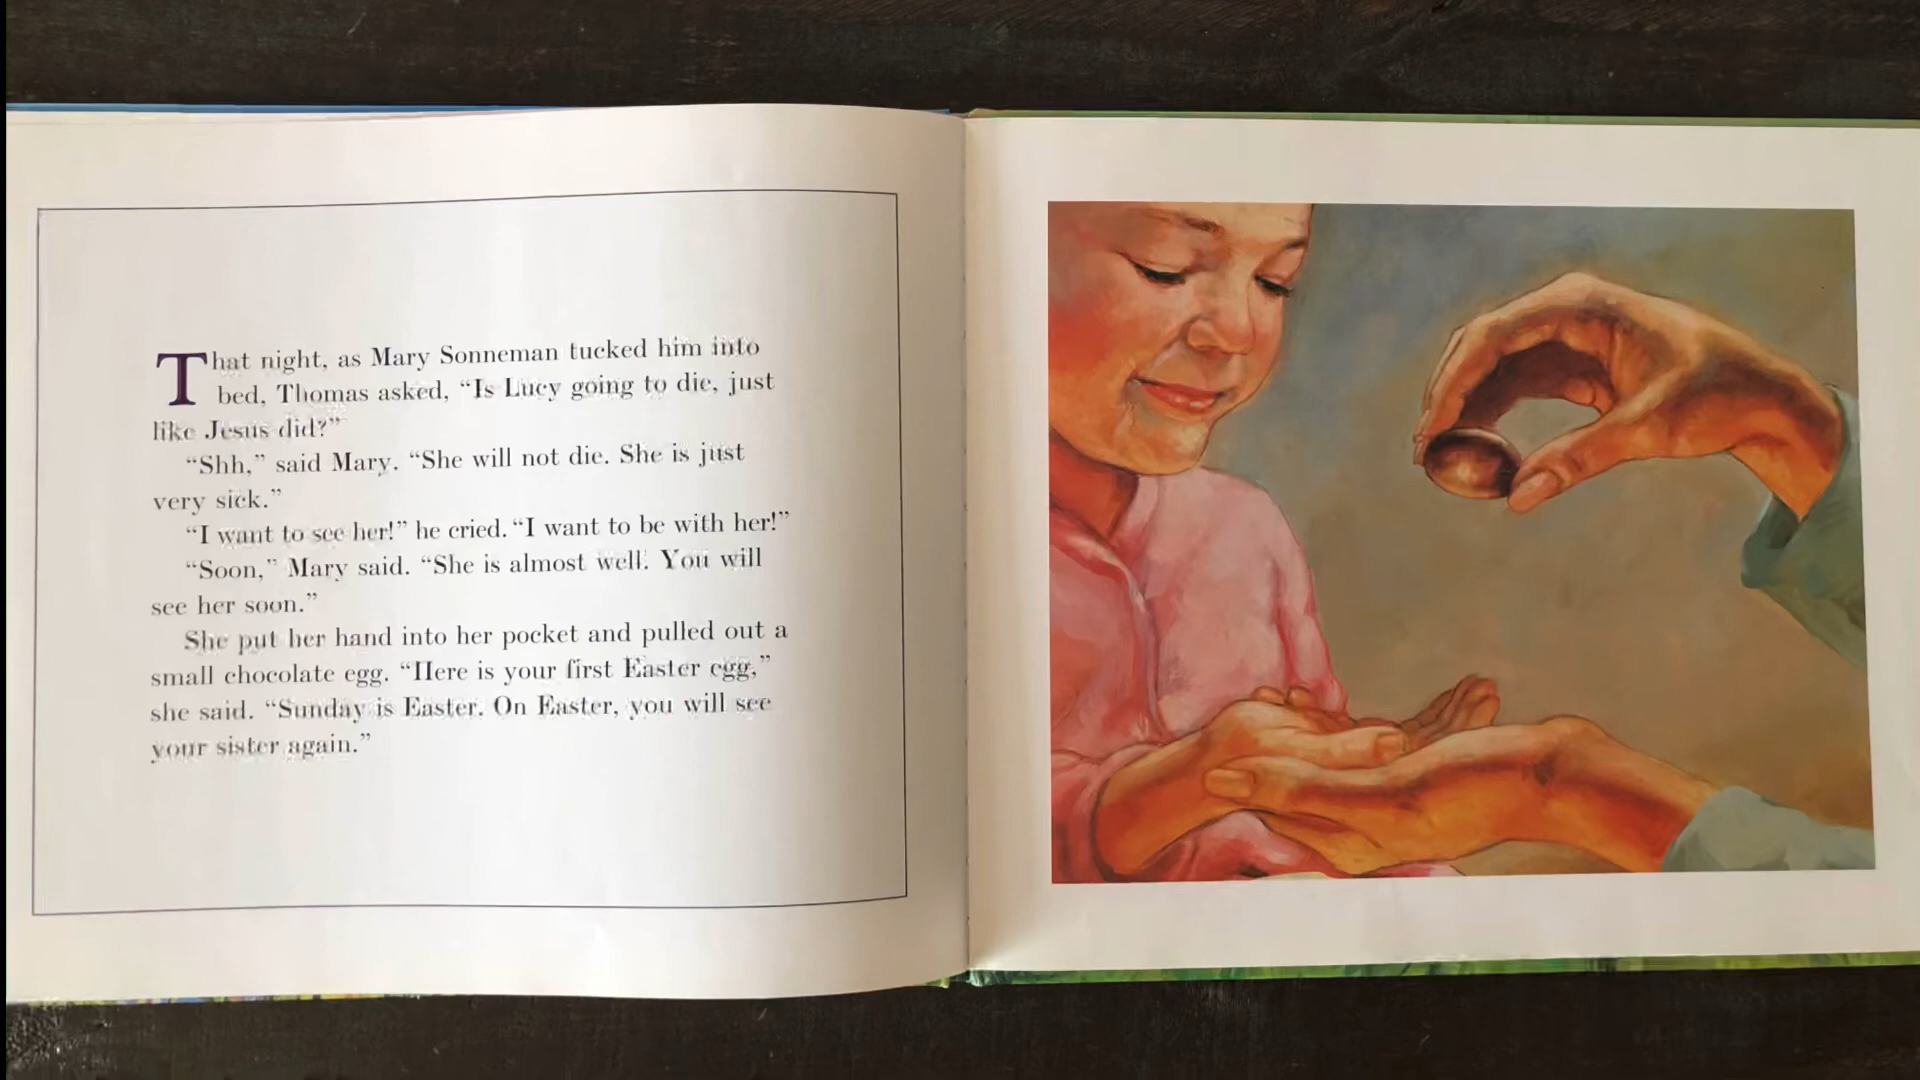 That night, as Mary Sonneman tucked him into
bed, Thomas asked, “Is Lucy going to die, just
like Jesus did?”
“Shh,” said Mary. “She will not die. She is just
very sick.”
“I want to see her!” he cried. “I want to be with her!”
“Soon,” Mary said. “She is almost well. You will
see her soon.”
She put her hand into her pocket and pulled out a
small chocolate egg. “Here is your first Easter egg,”
she said. “Sunday is Easter. On Easter, you will see
your sister again.”